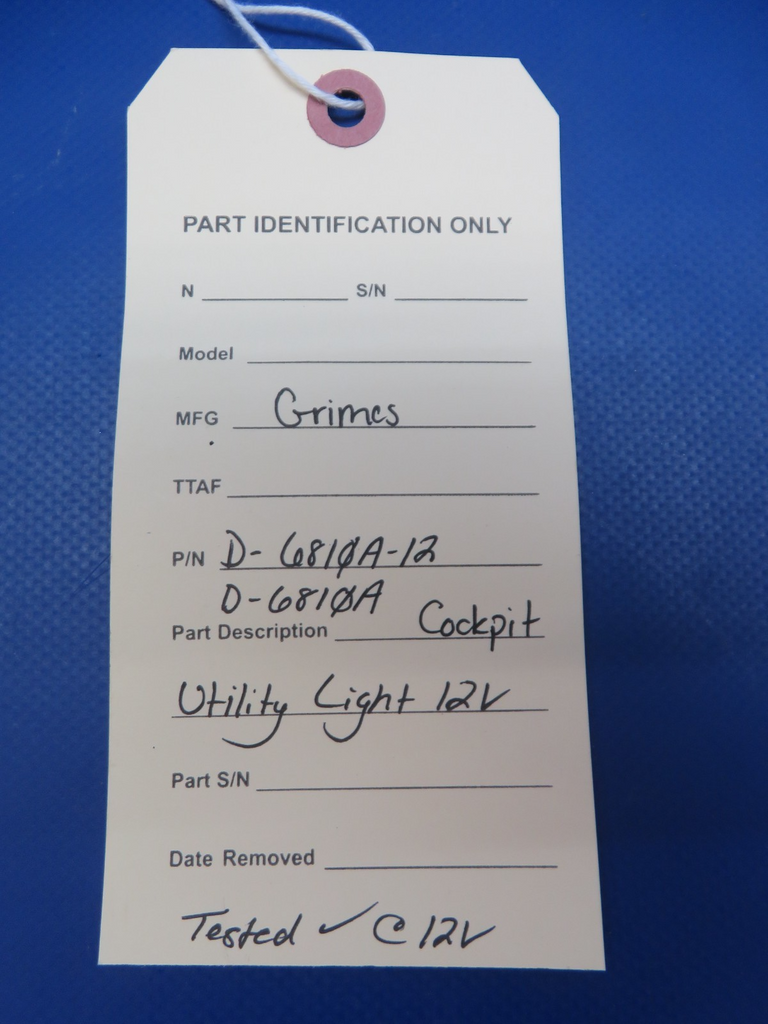 PART IDENTIFICATION ONLY
N S/N
Model
MFG Grimes
TTAF
P/N D-6810A-12
D-6810A
Part Description Cockpit
Utility Light 12V
Part S/N
Date Removed
Tested ✓ @ 12V